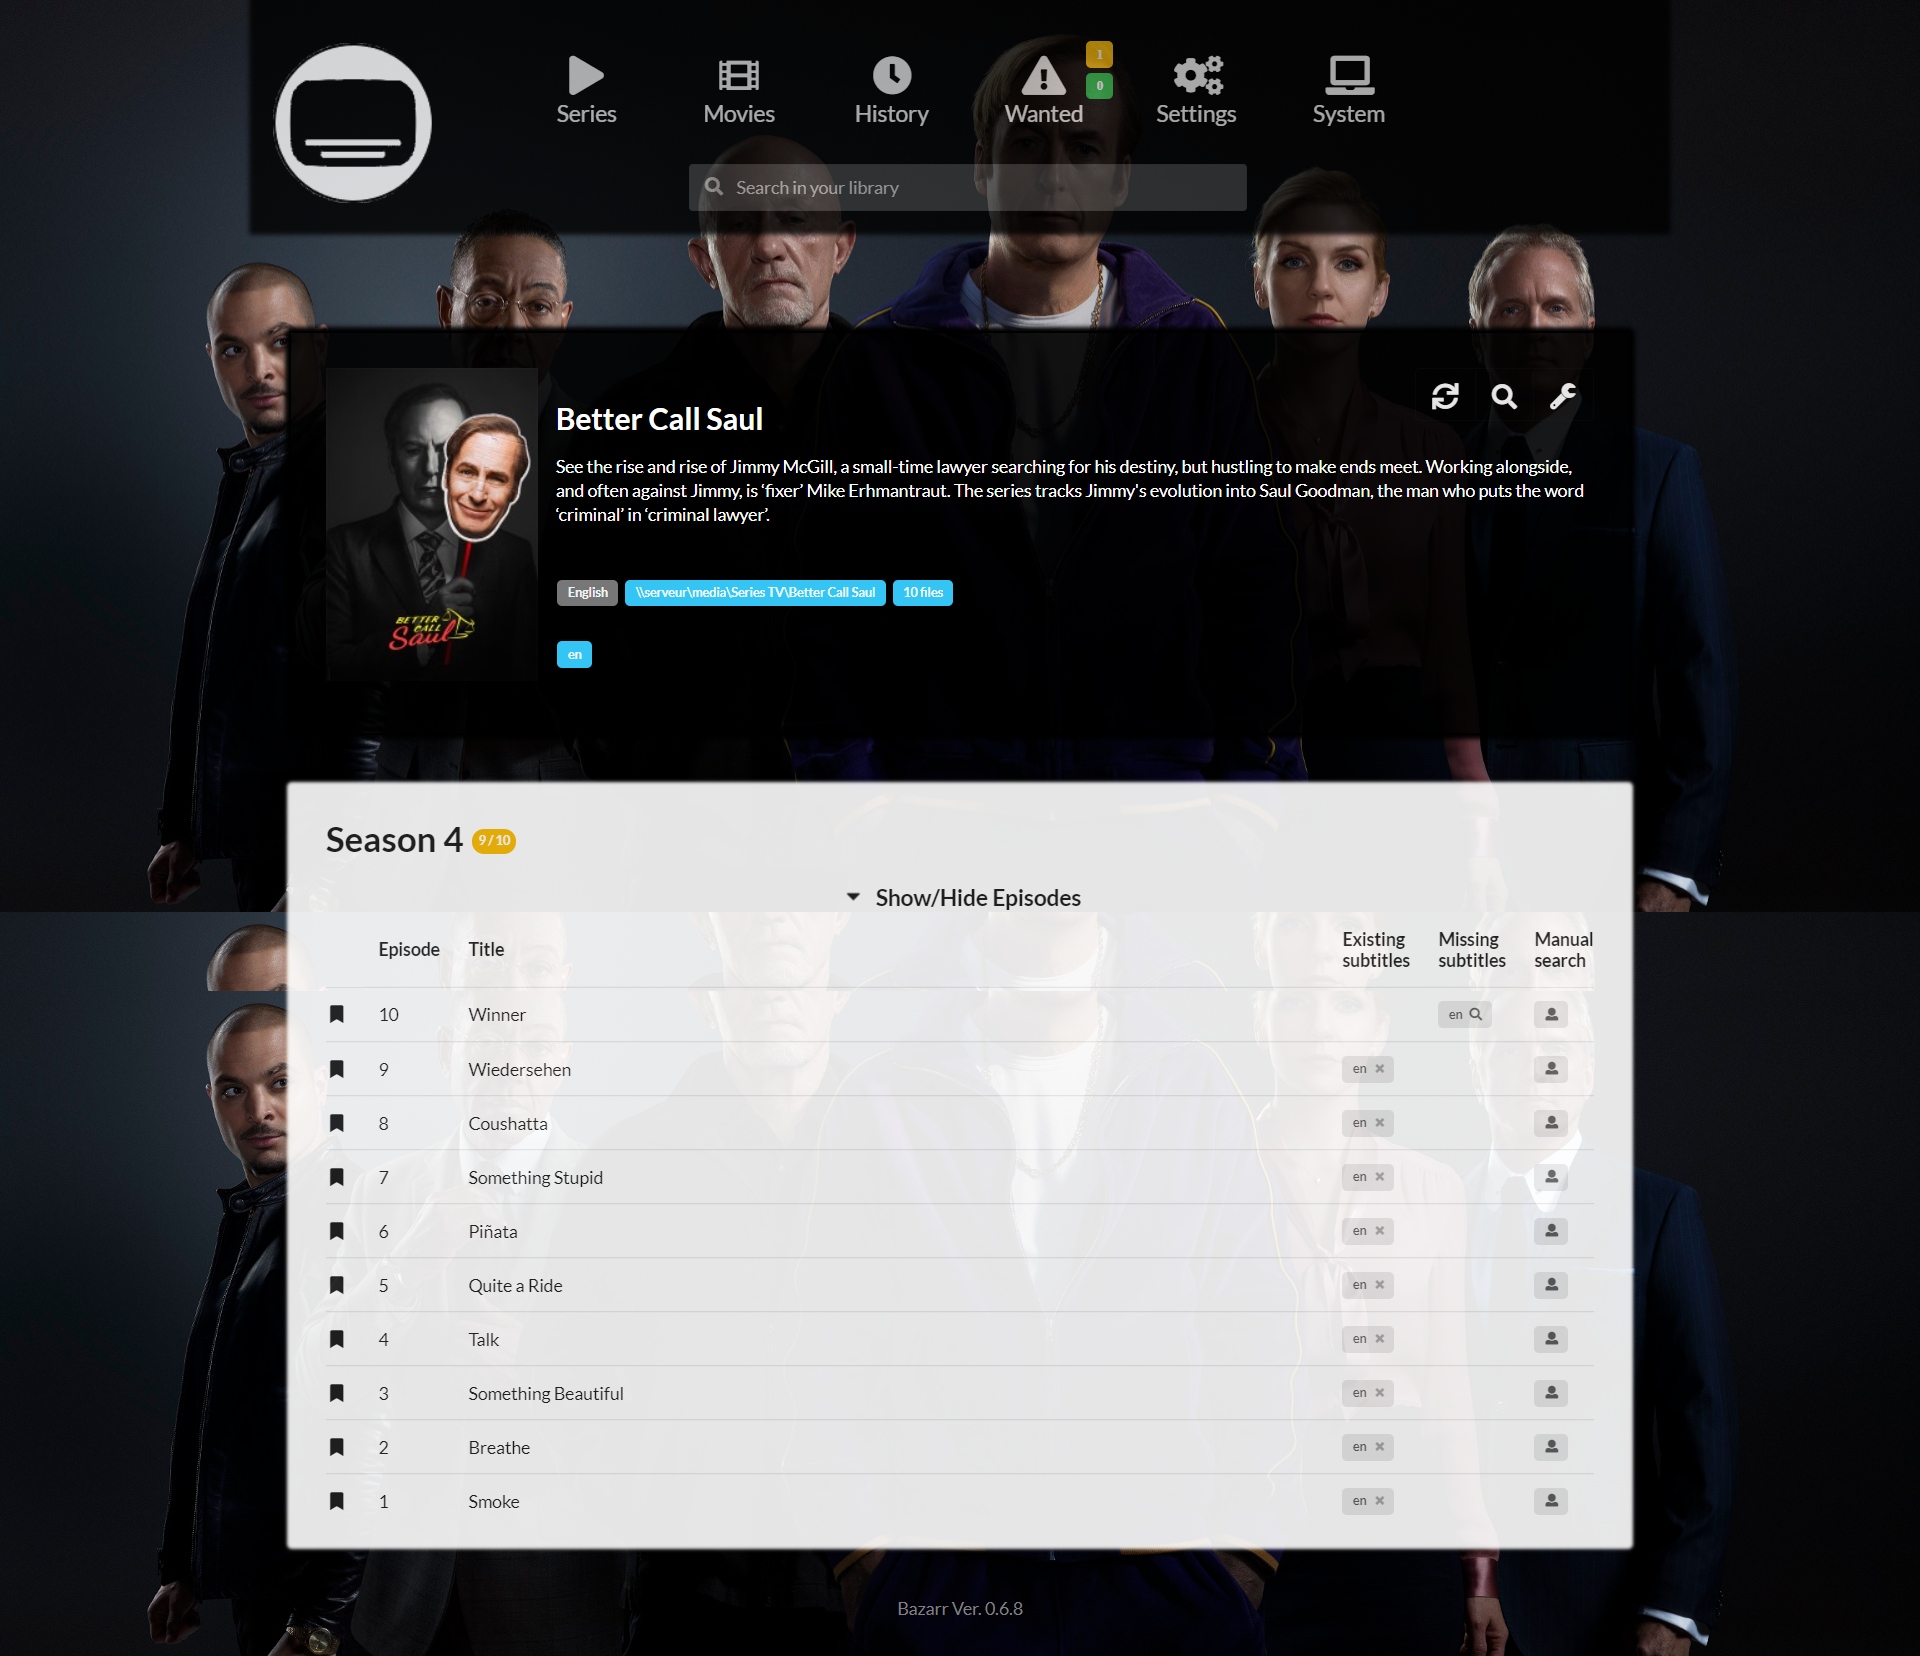 Series
Movies
History
Wanted
1
0
Settings
System
Search in your library
Better Call Saul
See the rise and rise of Jimmy McGill, a small-time lawyer searching for his destiny, but hustling to make ends meet. Working alongside,
and often against Jimmy, is ‘fixer’ Mike Erhmantraut. The series tracks Jimmy's evolution into Saul Goodman, the man who puts the word
‘criminal’ in ‘criminal lawyer’.
BETTER
CALL
Saul
English \\serveur\media\Series TV\Better Call Saul 10 files
en
Season 4 9/10
Show/Hide Episodes
Episode Title Existing subtitles Missing subtitles Manual search
10 Winner en
9 Wiedersehen en
8 Coushatta en
7 Something Stupid en
6 Piñata en
5 Quite a Ride en
4 Talk en
3 Something Beautiful en
2 Breathe en
1 Smoke en
Bazarr Ver. 0.6.8